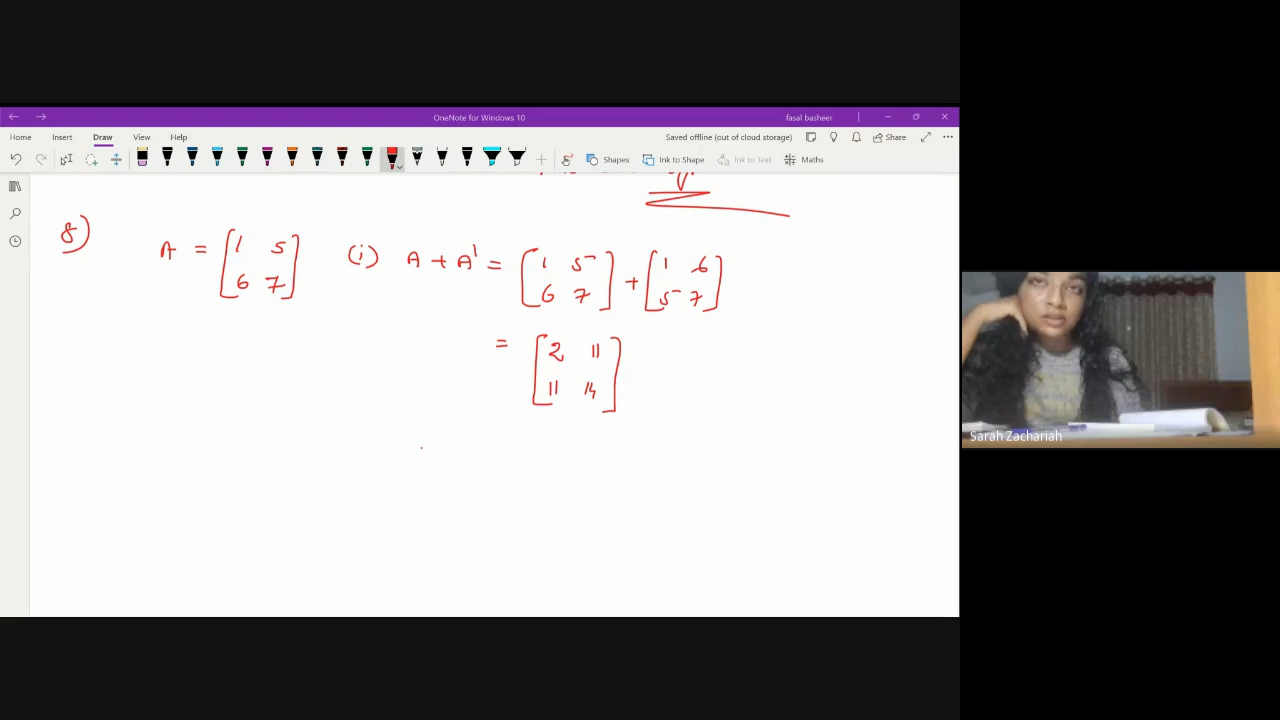 OneNote for Windows 10
fasal basheer
Home Insert Draw View Help
Saved offline (out of cloud storage)
Share
Shapes Ink to Shape Ink to Text Maths
8) A = [1 5 (i) A + A' = [1 5 + [1 6
6 7] 6 7] 5 7]
= [2 11
11 14]
Sarah Zachariah